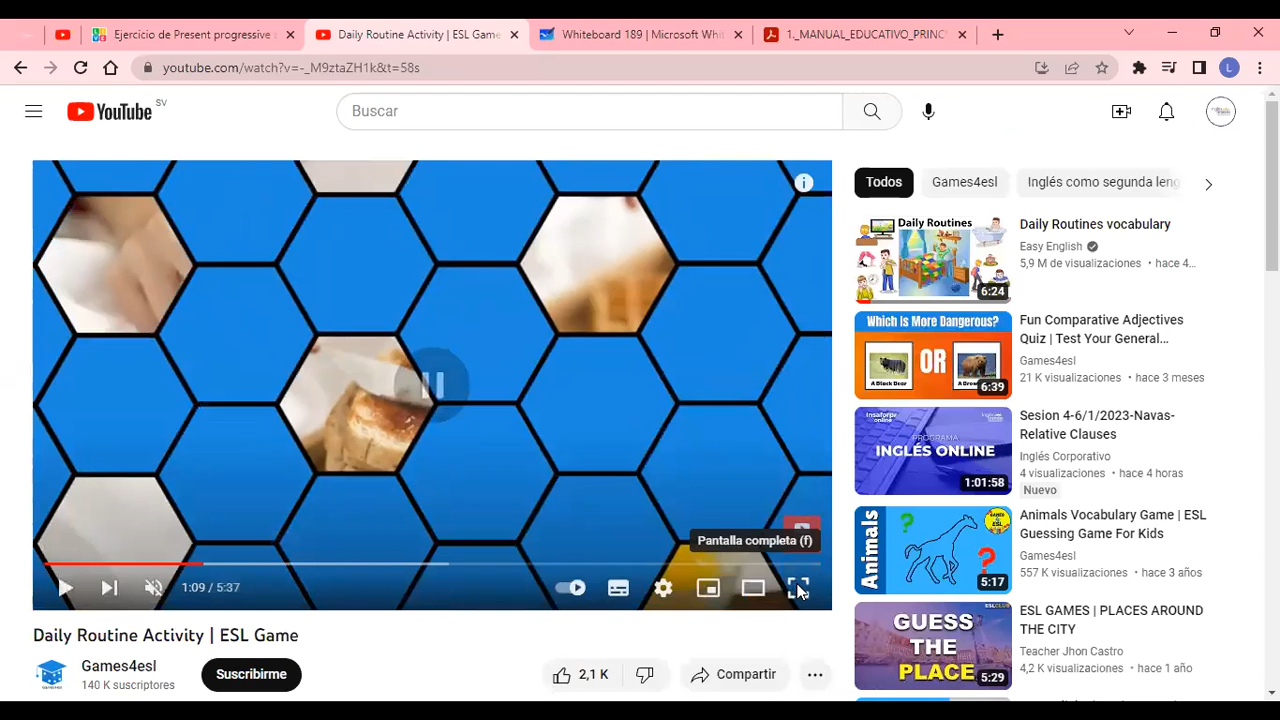 Ejercicio de Present progressive
Daily Routine Activity | ESL Game
Whiteboard 189 | Microsoft Whit
1._MANUAL_EDUCATIVO_PRINC
youtube.com/watch?v=-_M9ztaZH1k&t=58s
L
YouTube SV
Buscar
Todos
Games4esl
Inglés como segunda leng
Daily Routines
6:24
Daily Routines vocabulary
Easy English
5,9 M de visualizaciones • hace 4...
Which Is More Dangerous?
OR
A Black Bear
6:39
Fun Comparative Adjectives
Quiz | Test Your General...
Games4esl
21 K visualizaciones • hace 3 meses
PROGRAMA
INGLÉS ONLINE
1:01:58
Sesion 4-6/1/2023-Navas-
Relative Clauses
Inglés Corporativo
4 visualizaciones • hace 4 horas
Nuevo
Animals
5:17
Animals Vocabulary Game | ESL
Guessing Game For Kids
Games4esl
557 K visualizaciones • hace 3 años
GUESS
THE
PLACE
5:29
ESL GAMES | PLACES AROUND
THE CITY
Teacher Jhon Castro
4,2 K visualizaciones • hace 1 año
Pantalla completa (f)
1:09 / 5:37
Daily Routine Activity | ESL Game
Games4esl
140 K suscriptores
Suscribirme
2,1 K
Compartir